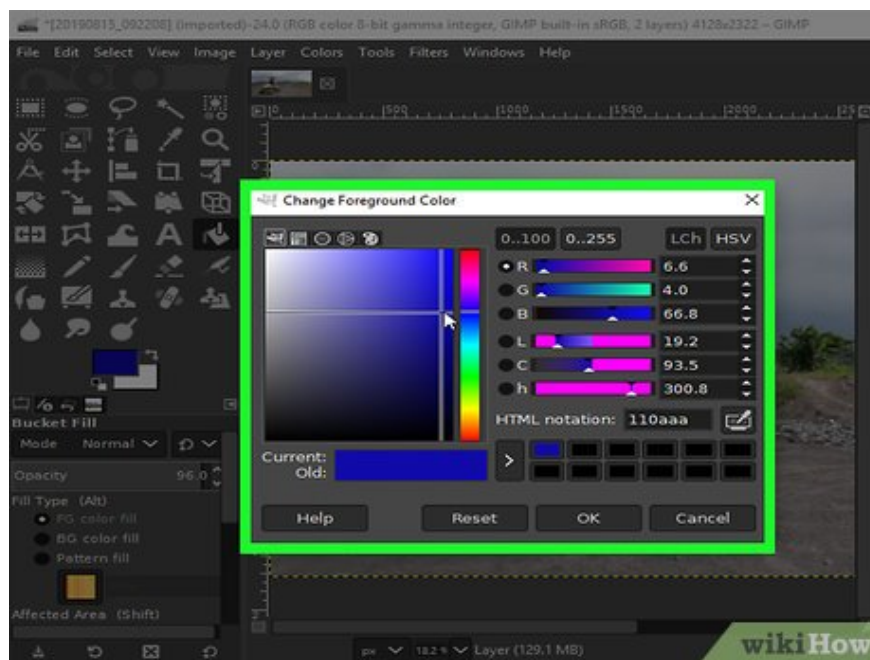 *[20190815_092208] (imported)-24.0 (RGB color 8-bit gamma integer, GIMP built-in sRGB, 2 layers) 4128x2322 – GIMP
File Edit Select View Image Layer Colors Tools Filters Windows Help
0 500 1000 1500 2000 25
Change Foreground Color
0..100 0..255 LCh HSV
R 6.6
G 4.0
B 66.8
L 19.2
C 93.5
h 300.8
HTML notation: 110aaa
Current:
Old:
Help Reset OK Cancel
Bucket Fill
Mode Normal
Opacity 96.0
Fill Type (Alt)
FG color fill
BG color fill
Pattern fill
Affected Area (Shift)
px 18.2 % Layer (129.1 MB)
wikiHow